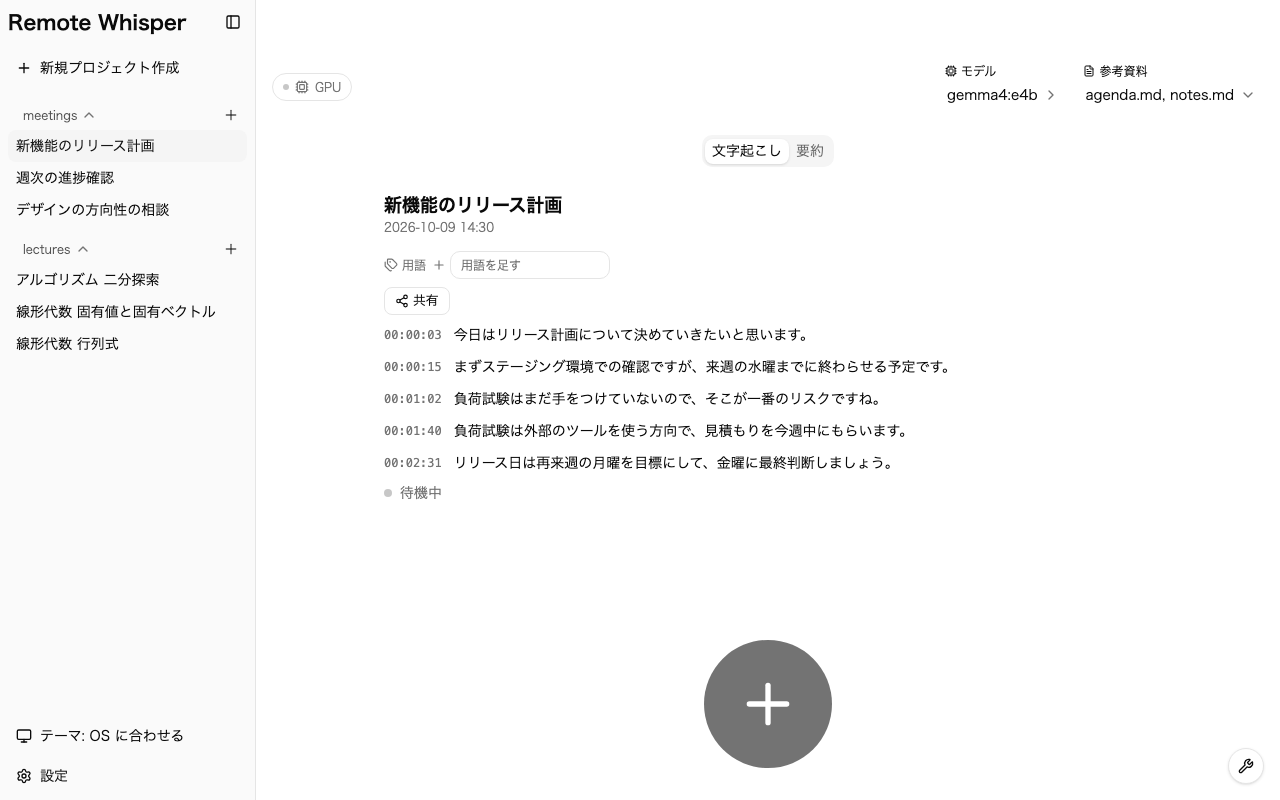 Remote Whisper
新規プロジェクト作成
meetings
新機能のリリース計画
週次の進捗確認
デザインの方向性の相談
lectures
アルゴリズム 二分探索
線形代数 固有値と固有ベクトル
線形代数 行列式
テーマ: OS に合わせる
設定
GPU
モデル
gemma4:e4b
参考資料
agenda.md, notes.md
文字起こし 要約
新機能のリリース計画
2026-10-09 14:30
用語 用語を足す
共有
00:00:03 今日はリリース計画について決めていきたいと思います。
00:00:15 まずステージング環境での確認ですが、来週の水曜までに終わらせる予定です。
00:01:02 負荷試験はまだ手をつけていないので、そこが一番のリスクですね。
00:01:40 負荷試験は外部のツールを使う方向で、見積もりを今週中にもらいます。
00:02:31 リリース日は再来週の月曜を目標にして、金曜に最終判断しましょう。
待機中